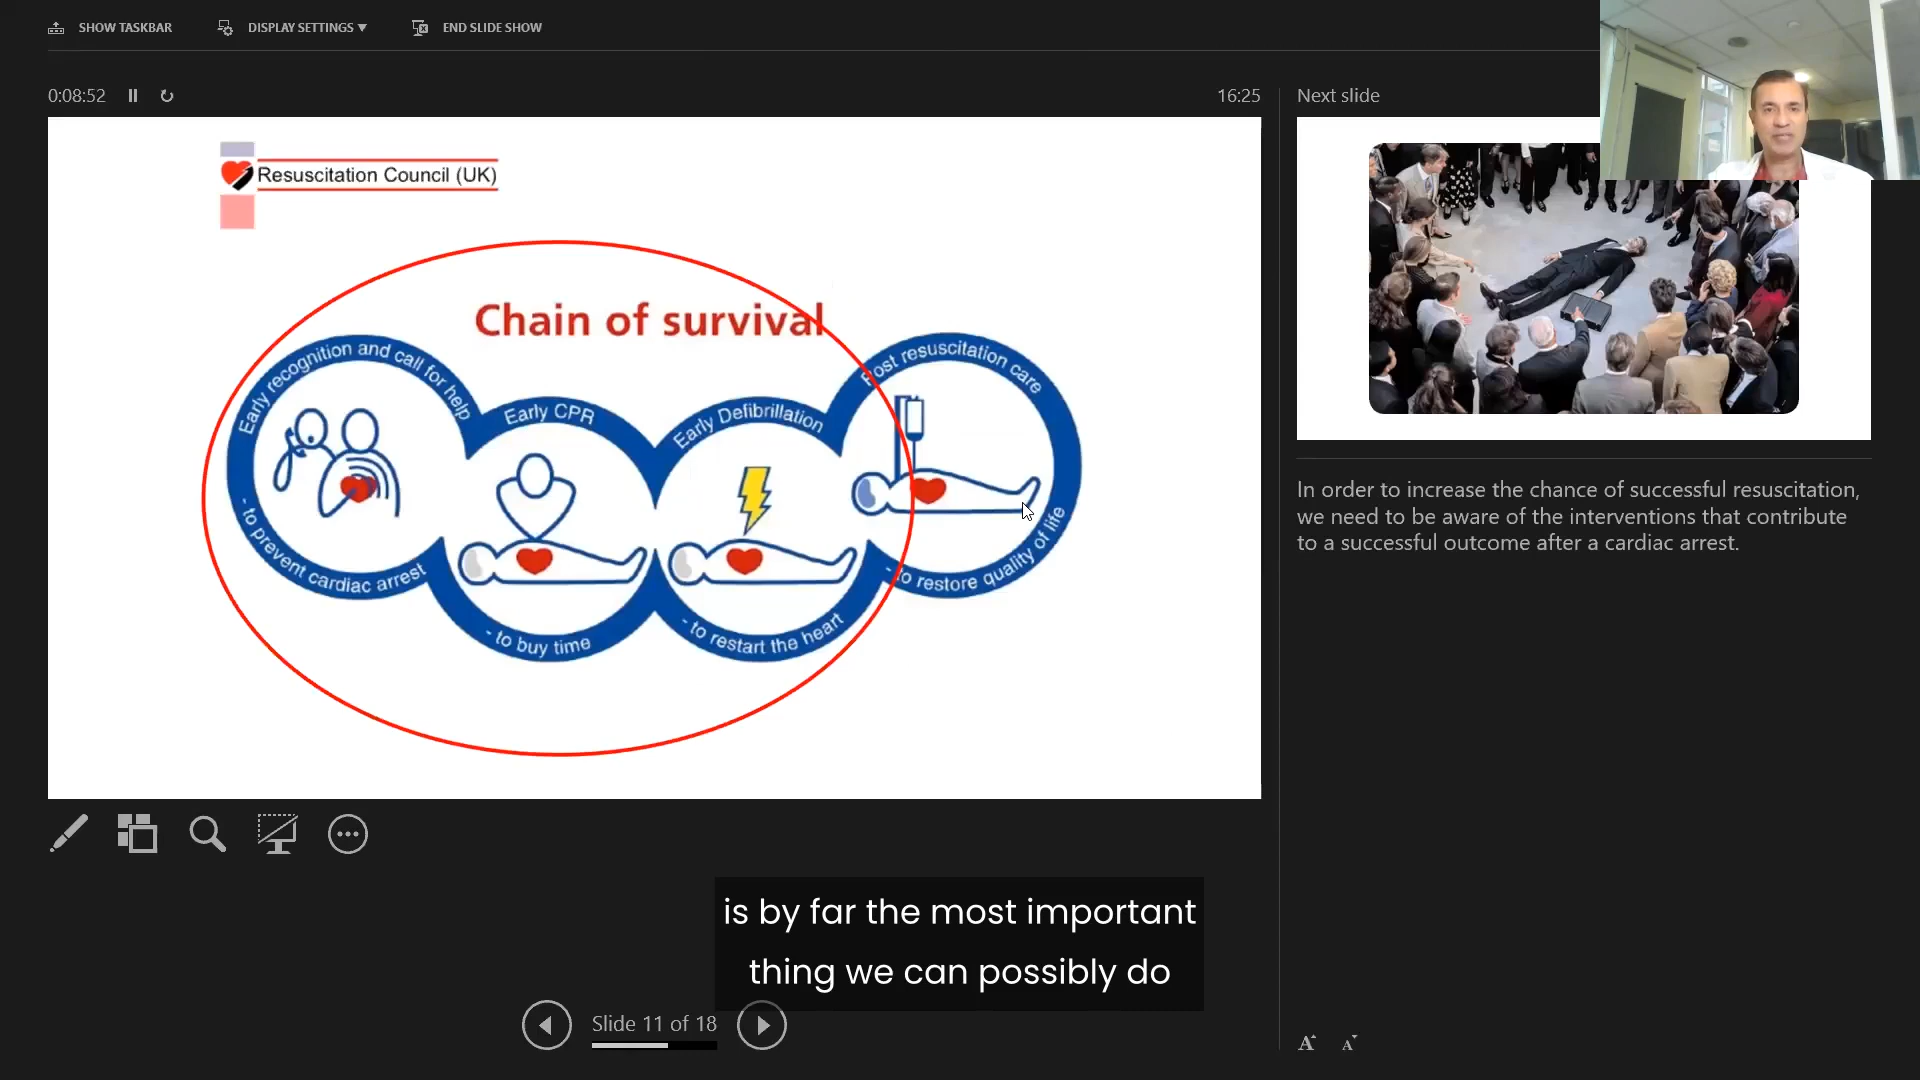 SHOW TASKBAR
DISPLAY SETTINGS
END SLIDE SHOW
0:08:52
16:25
Next slide
Resuscitation Council (UK)
Chain of survival
Early recognition and call for help
- to prevent cardiac arrest
Early CPR
- to buy time
Early Defibrillation
- to restart the heart
Post resuscitation care
- to restore quality of life
In order to increase the chance of successful resuscitation,
we need to be aware of the interventions that contribute
to a successful outcome after a cardiac arrest.
is by far the most important
thing we can possibly do
Slide 11 of 18
A A